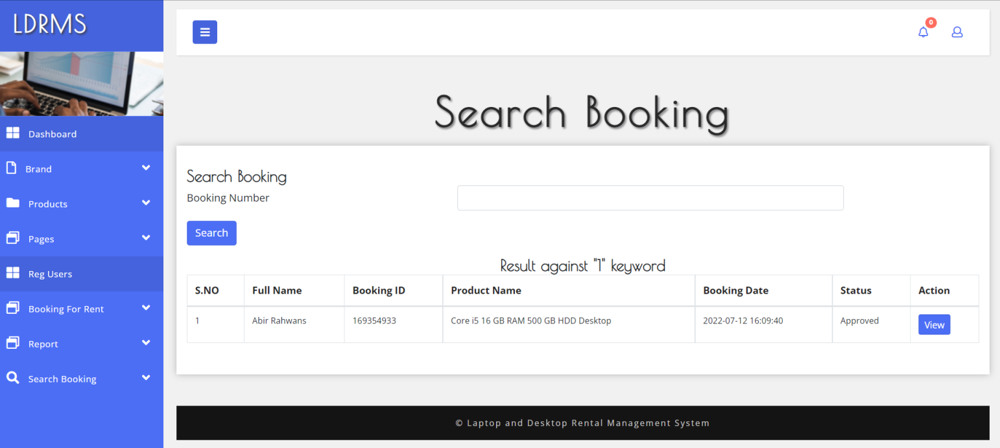 LDRMS
0
Dashboard
Brand
Products
Pages
Reg Users
Booking For Rent
Report
Search Booking
Search Booking
Search Booking
Booking Number
Search
Result against "1" keyword
S.NO Full Name Booking ID Product Name Booking Date Status Action
1 Abir Rahwans 169354933 Core i5 16 GB RAM 500 GB HDD Desktop 2022-07-12 16:09:40 Approved View
© Laptop and Desktop Rental Management System